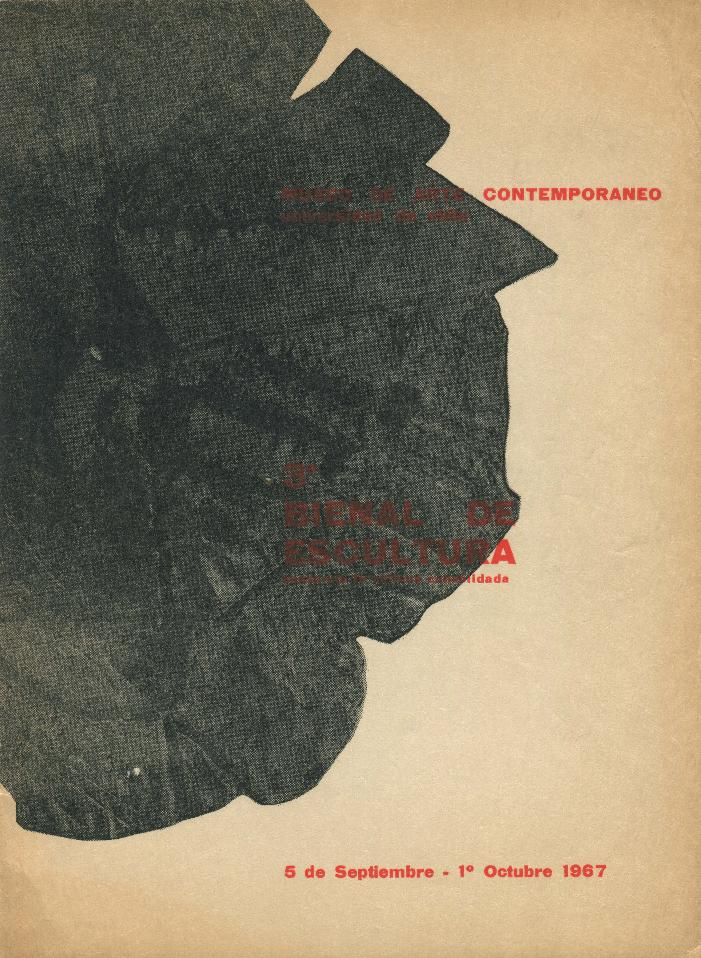 MUSEO DE ARTE CONTEMPORANEO
universidad de chile
3ª
BIENAL DE
ESCULTURA
5 de Septiembre - 1º Octubre 1967